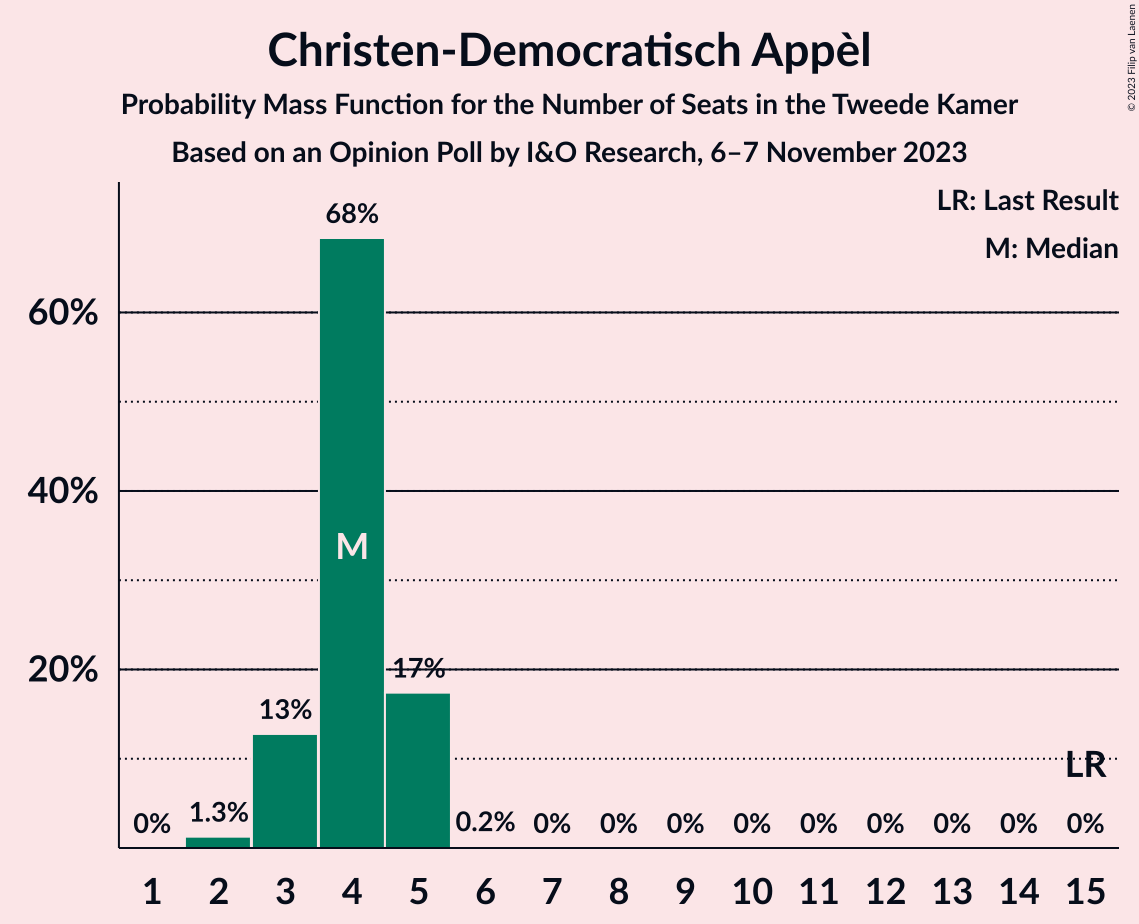 Christen-Democratisch Appèl
Probability Mass Function for the Number of Seats in the Tweede Kamer
Based on an Opinion Poll by I&O Research, 6–7 November 2023
© 2023 Filip van Laenen
LR: Last Result
M: Median
68%
60%
40%
M
20%
17%
13%
LR
1.3%
0% 0.2% 0% 0% 0% 0% 0% 0% 0% 0% 0%
1 2 3 4 5 6 7 8 9 10 11 12 13 14 15